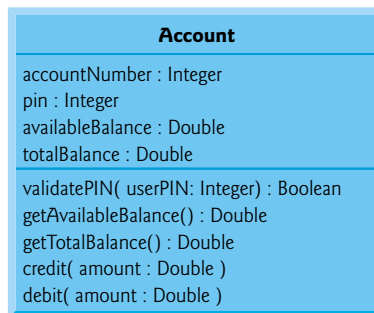 Account
accountNumber : Integer
pin : Integer
availableBalance : Double
totalBalance : Double
validatePIN( userPIN: Integer) : Boolean
getAvailableBalance() : Double
getTotalBalance() : Double
credit( amount : Double )
debit( amount : Double )